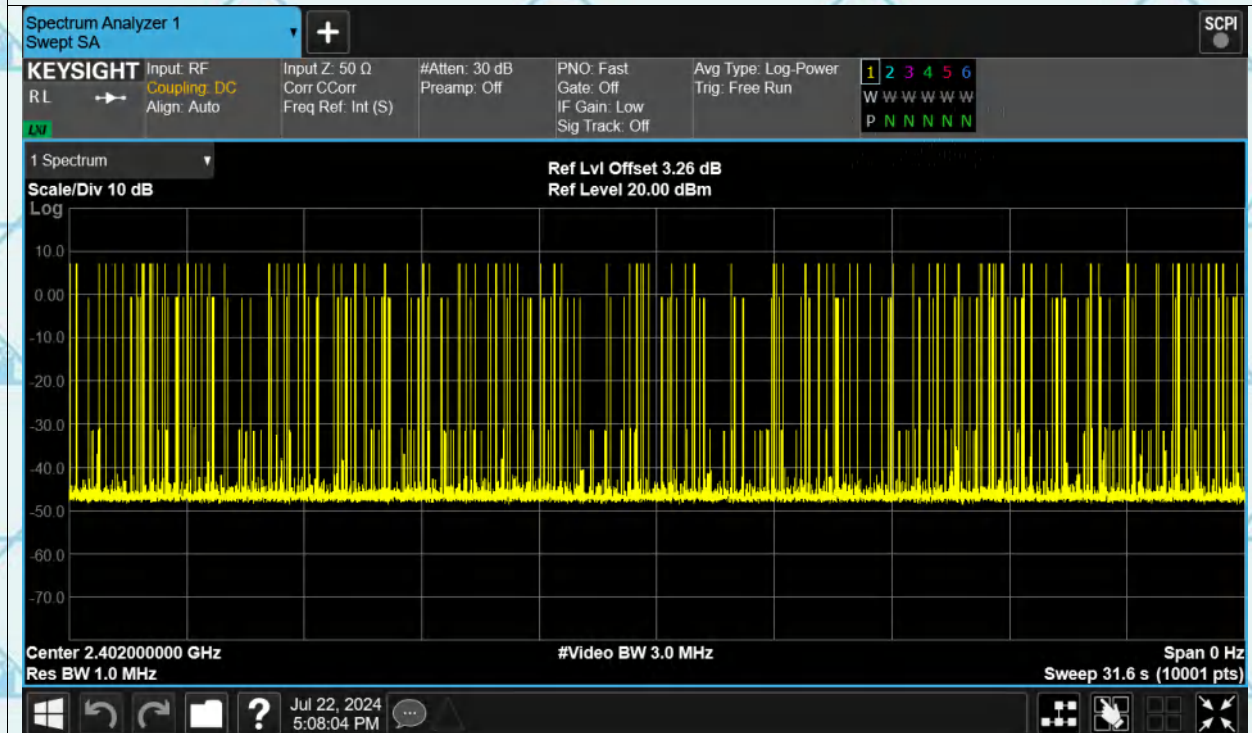 Spectrum Analyzer 1
Swept SA
▼
+
SCPI
KEYSIGHT
RL
LXI
Input: RF
Coupling: DC
Align: Auto
Input Z: 50 Ω
Corr CCorr
Freq Ref: Int (S)
#Atten: 30 dB
Preamp: Off
PNO: Fast
Gate: Off
IF Gain: Low
Sig Track: Off
Avg Type: Log-Power
Trig: Free Run
1 2 3 4 5 6
W W W W W W
P N N N N N
1 Spectrum ▼
Scale/Div 10 dB
Log
Ref Lvl Offset 3.26 dB
Ref Level 20.00 dBm
10.0
0.00
-10.0
-20.0
-30.0
-40.0
-50.0
-60.0
-70.0
Center 2.402000000 GHz
Res BW 1.0 MHz
#Video BW 3.0 MHz
Span 0 Hz
Sweep 31.6 s (10001 pts)
?
Jul 22, 2024
5:08:04 PM